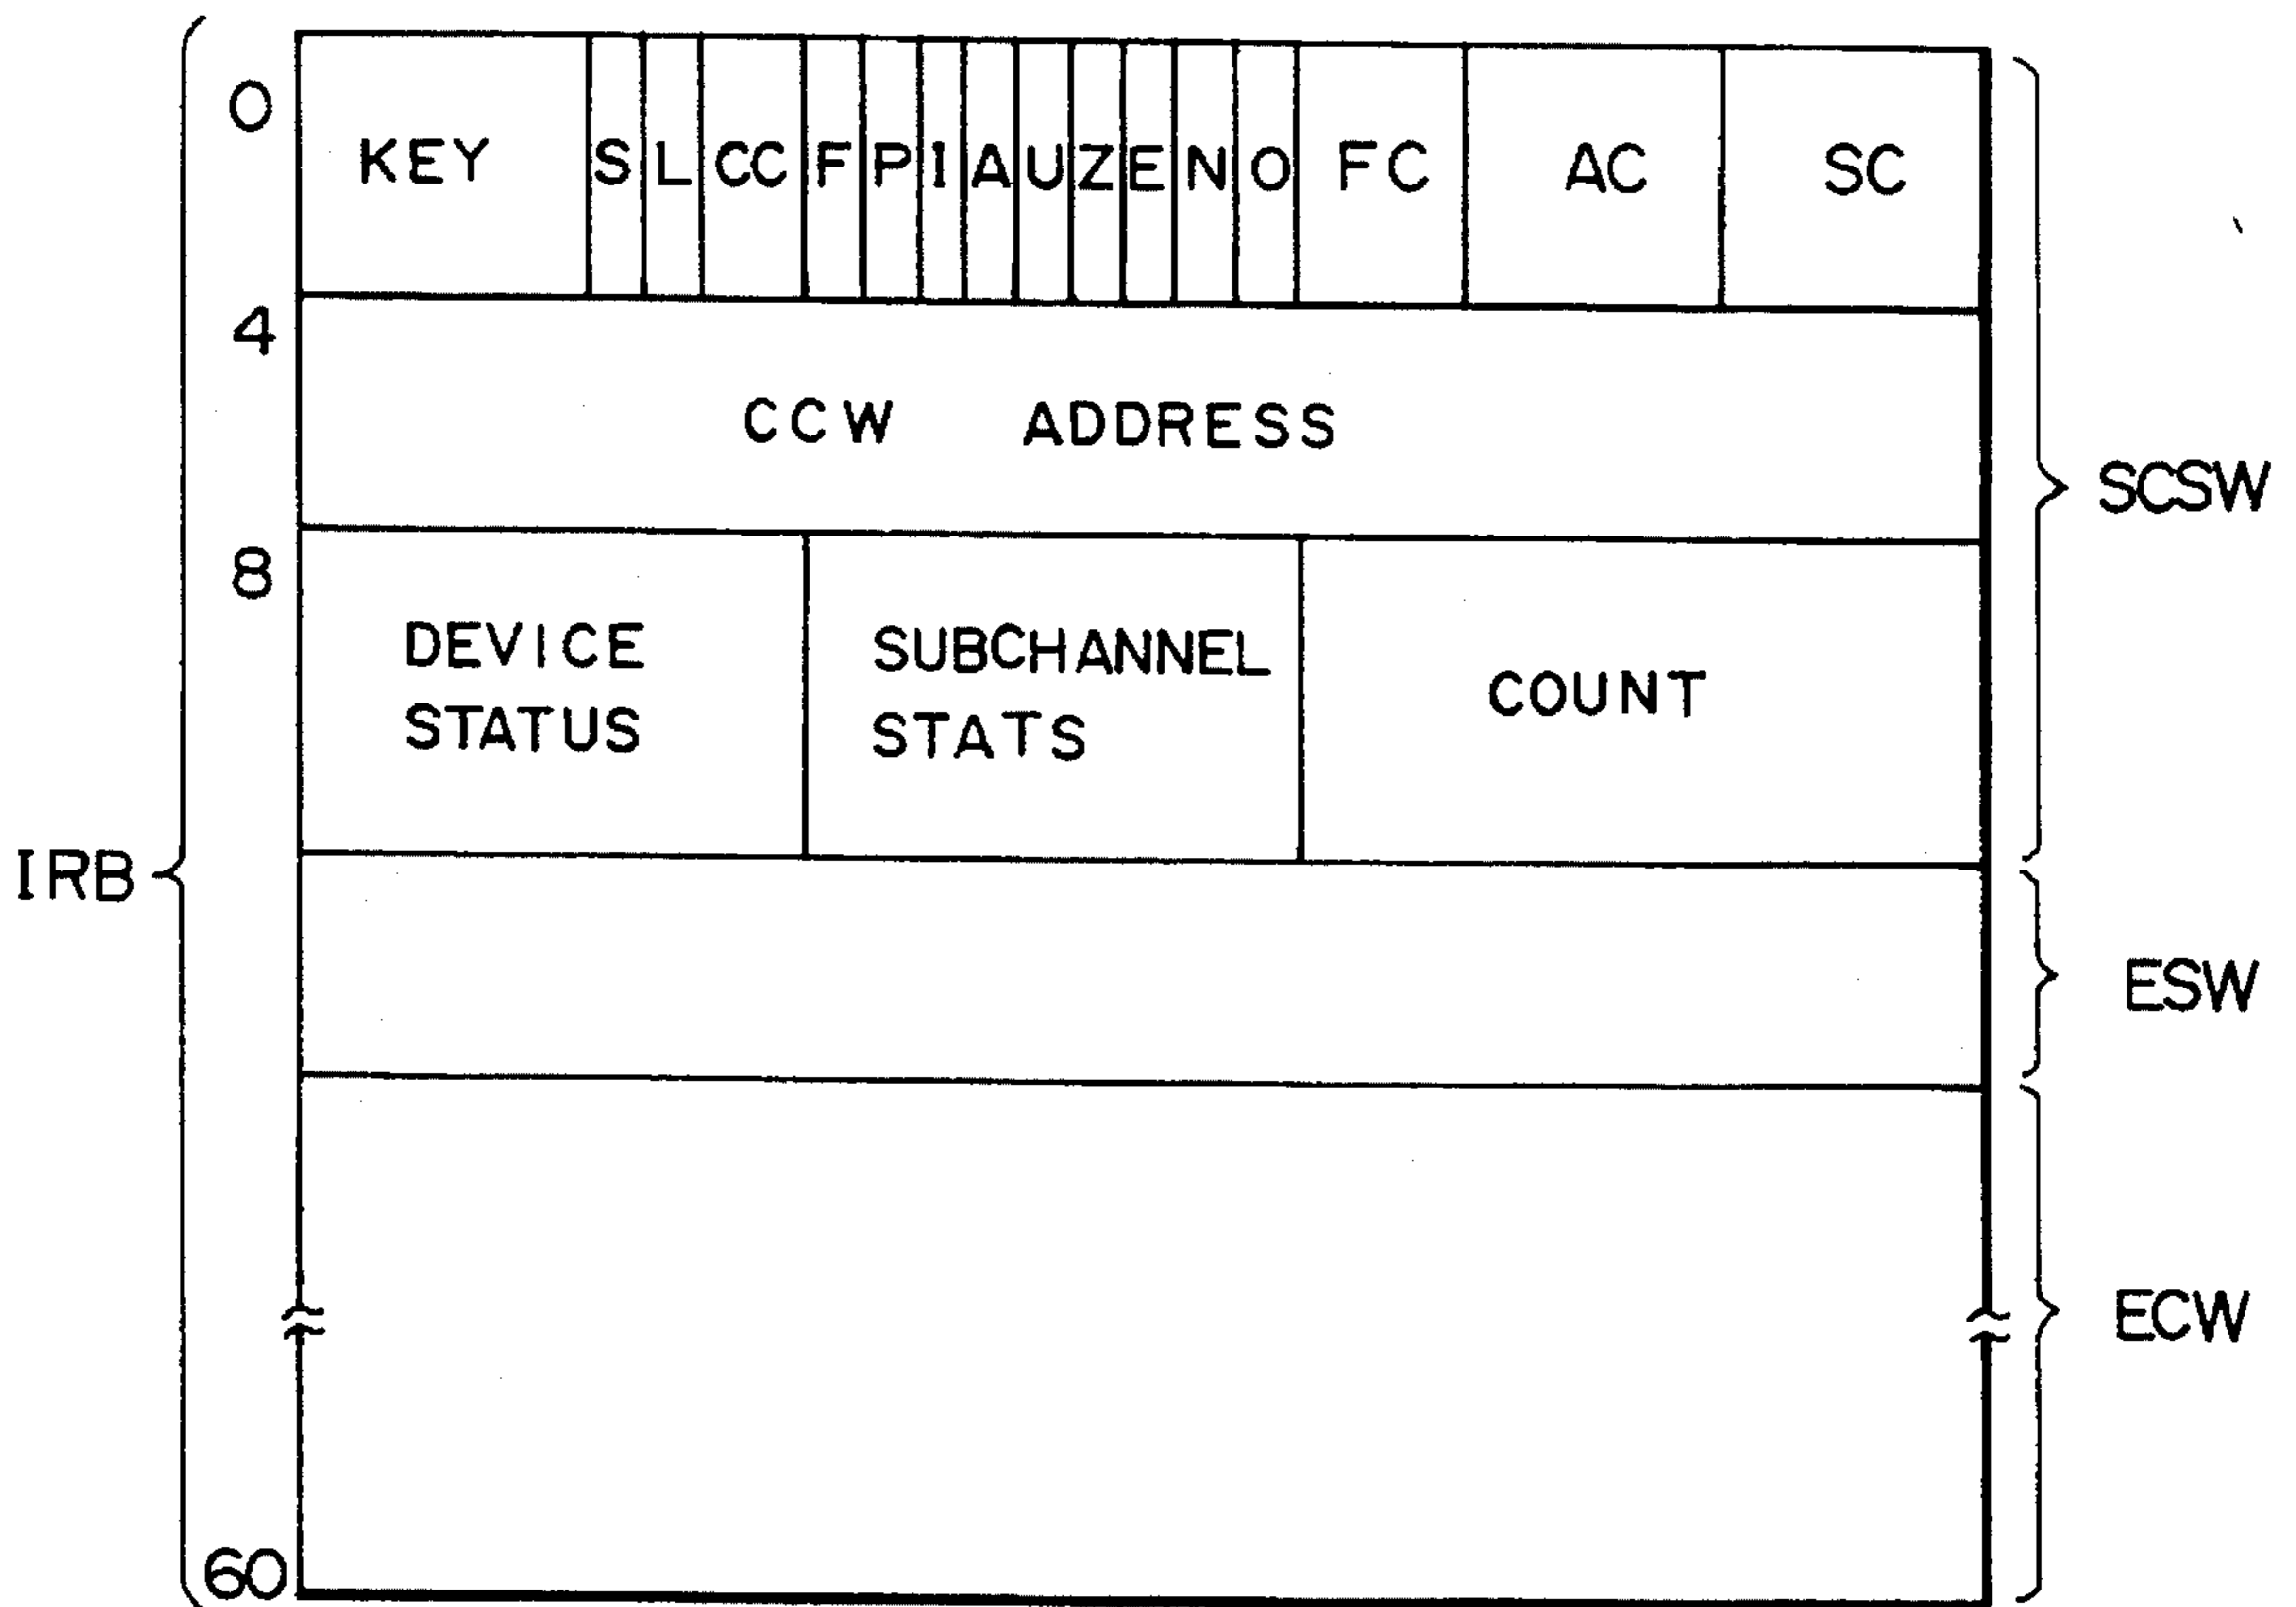 0
KEY S L CC F P I A U Z E N O FC AC SC
4
CCW ADDRESS
SCSW
8
DEVICE
STATUS
SUBCHANNEL
STATS
COUNT
IRB
ESW
ECW
60